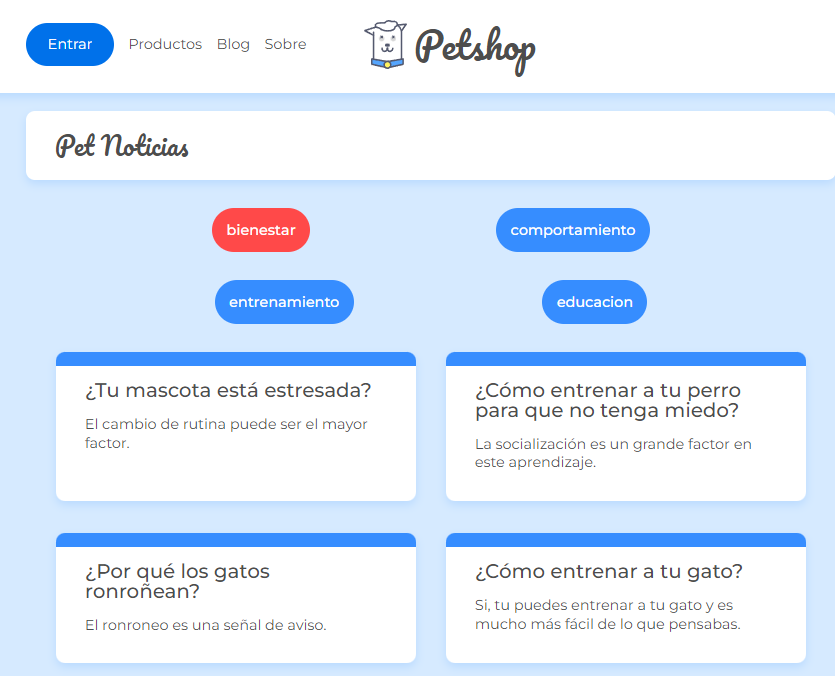 Entrar Productos Blog Sobre Petshop
Pet Noticias
bienestar comportamiento
entrenamiento educacion
¿Tu mascota está estresada?
El cambio de rutina puede ser el mayor
factor.
¿Cómo entrenar a tu perro
para que no tenga miedo?
La socialización es un grande factor en
este aprendizaje.
¿Por qué los gatos
ronroñean?
El ronroneo es una señal de aviso.
¿Cómo entrenar a tu gato?
Si, tu puedes entrenar a tu gato y es
mucho más fácil de lo que pensabas.